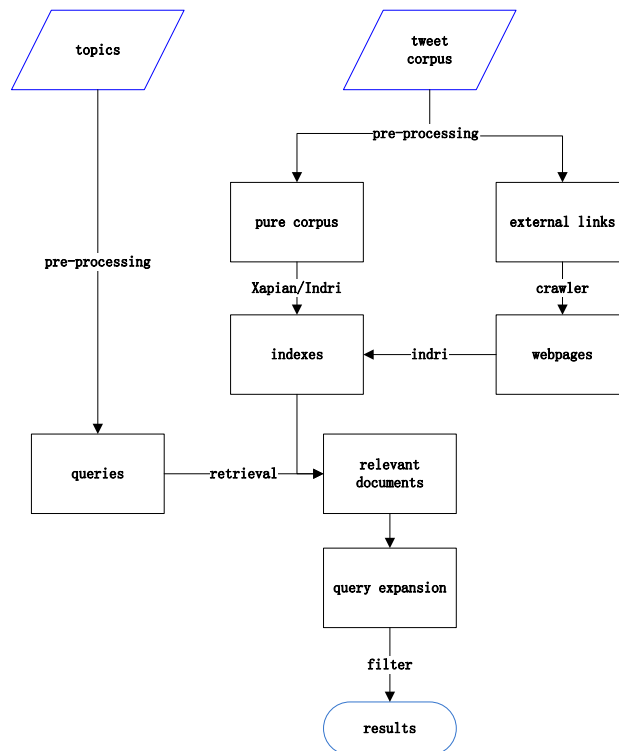 topics
tweet
corpus
pre-processing
pure corpus
external links
pre-processing
Xapian/Indri
crawler
indexes
indri
webpages
queries
retrieval
relevant
documents
query expansion
filter
results